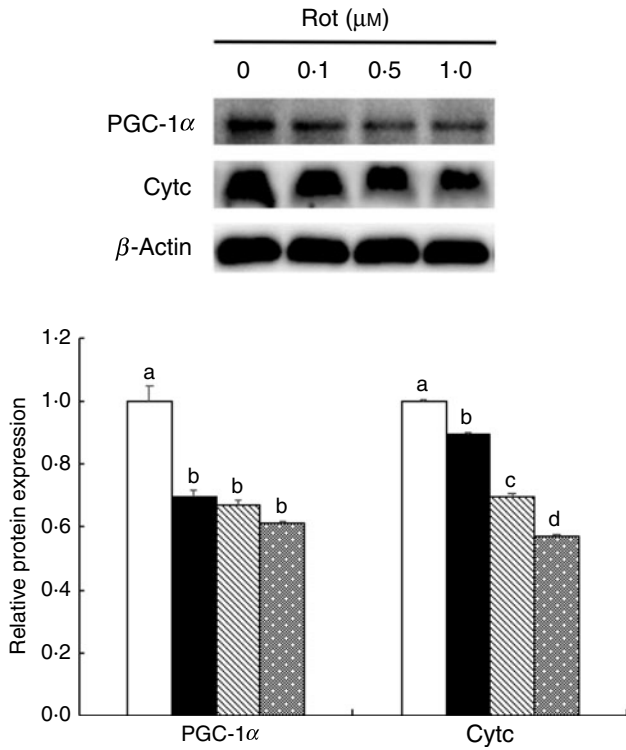 Rot (μM)
0 0·1 0·5 1·0
PGC-1α
Cytc
β-Actin
Relative protein expression
1·2
1·0
0·8
0·6
0·4
0·2
0·0
a b b b
a b c d
PGC-1α Cytc